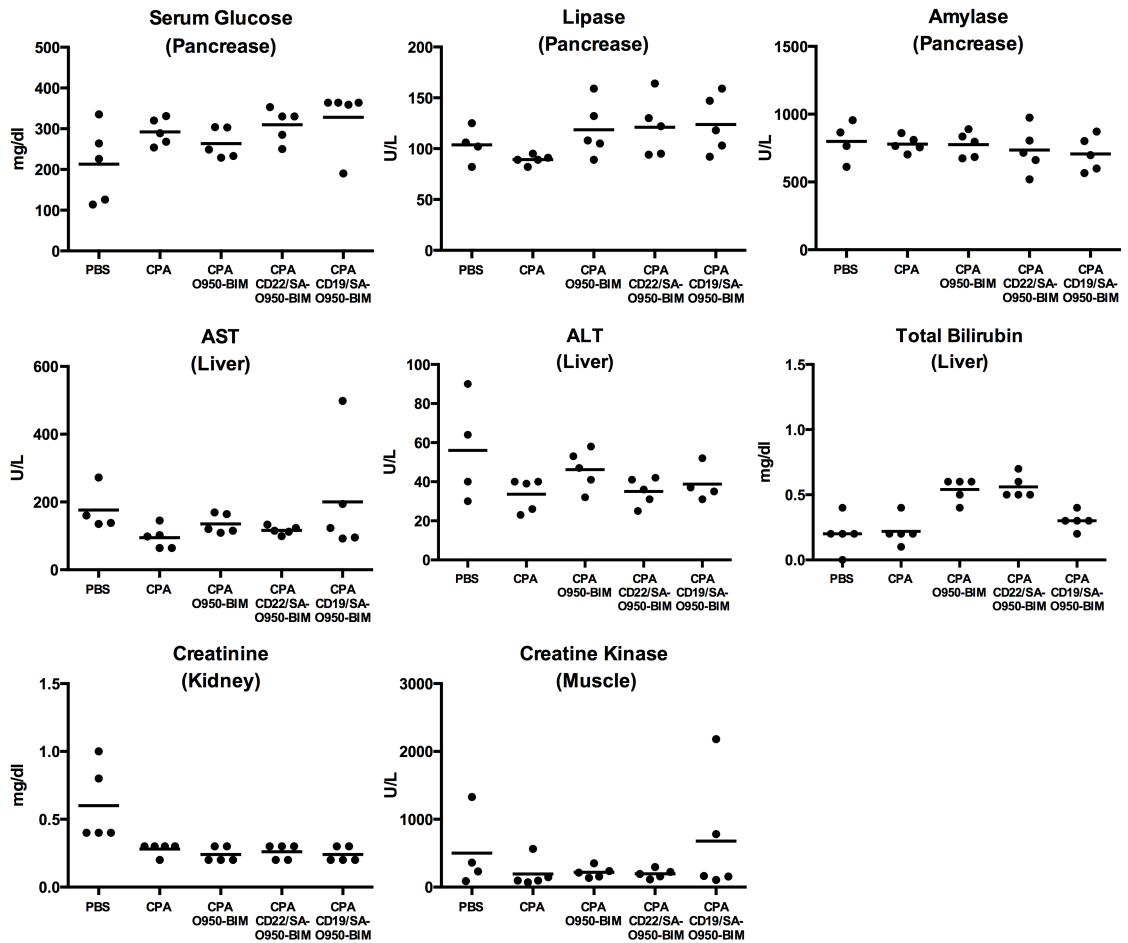 Serum Glucose
(Pancrease)
500
400
300
200
100
0
mg/dl
PBS
CPA
CPA
O950-BIM
CPA
CD22/SA-
O950-BIM
CPA
CD19/SA-
O950-BIM
Lipase
(Pancrease)
200
150
100
50
0
U/L
PBS
CPA
CPA
O950-BIM
CPA
CD22/SA-
O950-BIM
CPA
CD19/SA-
O950-BIM
Amylase
(Pancrease)
1500
1000
500
0
U/L
PBS
CPA
CPA
O950-BIM
CPA
CD22/SA-
O950-BIM
CPA
CD19/SA-
O950-BIM
AST
(Liver)
600
400
200
0
U/L
PBS
CPA
CPA
O950-BIM
CPA
CD22/SA-
O950-BIM
CPA
CD19/SA-
O950-BIM
ALT
(Liver)
100
80
60
40
20
0
U/L
PBS
CPA
CPA
O950-BIM
CPA
CD22/SA-
O950-BIM
CPA
CD19/SA-
O950-BIM
Total Bilirubin
(Liver)
1.5
1.0
0.5
0.0
mg/dl
PBS
CPA
CPA
O950-BIM
CPA
CD22/SA-
O950-BIM
CPA
CD19/SA-
O950-BIM
Creatinine
(Kidney)
1.5
1.0
0.5
0.0
mg/dl
PBS
CPA
CPA
O950-BIM
CPA
CD22/SA-
O950-BIM
CPA
CD19/SA-
O950-BIM
Creatine Kinase
(Muscle)
3000
2000
1000
0
U/L
PBS
CPA
CPA
O950-BIM
CPA
CD22/SA-
O950-BIM
CPA
CD19/SA-
O950-BIM